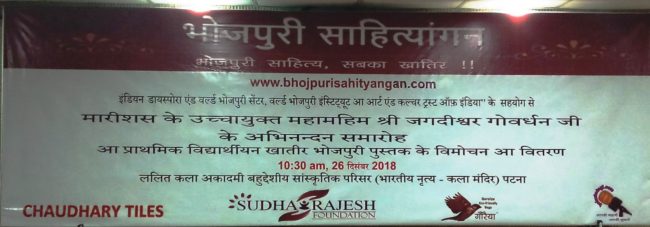 भोजपुरी साहित्यांगन
भोजपुरी साहित्य, सबका खातिर !!
www.bhojpurisahityangan.com
इंडियन डायस्पोरा एंड वर्ल्ड भोजपुरी सेंटर, वर्ल्ड भोजपुरी इंस्टिट्यूट आ आर्ट एंड कल्चर ट्रस्ट ऑफ़ इंडिया" के सहयोग से
मारीशस के उच्चायुक्त महामहिम श्री जगदीश्वर गोवर्धन जी
के अभिनन्दन समारोह
आ प्राथमिक विद्यार्थीयन खातीर भोजपुरी पुस्तक के विमोचन आ वितरण
10:30 am, 26 दिसंबर 2018
ललित कला अकादमी बहुद्देशीय सांस्कृतिक परिसर (भारतीय नृत्य - कला मंदिर) पटना
CHAUDHARY TILES
SUDHA RAJESH
FOUNDATION
गौरैया